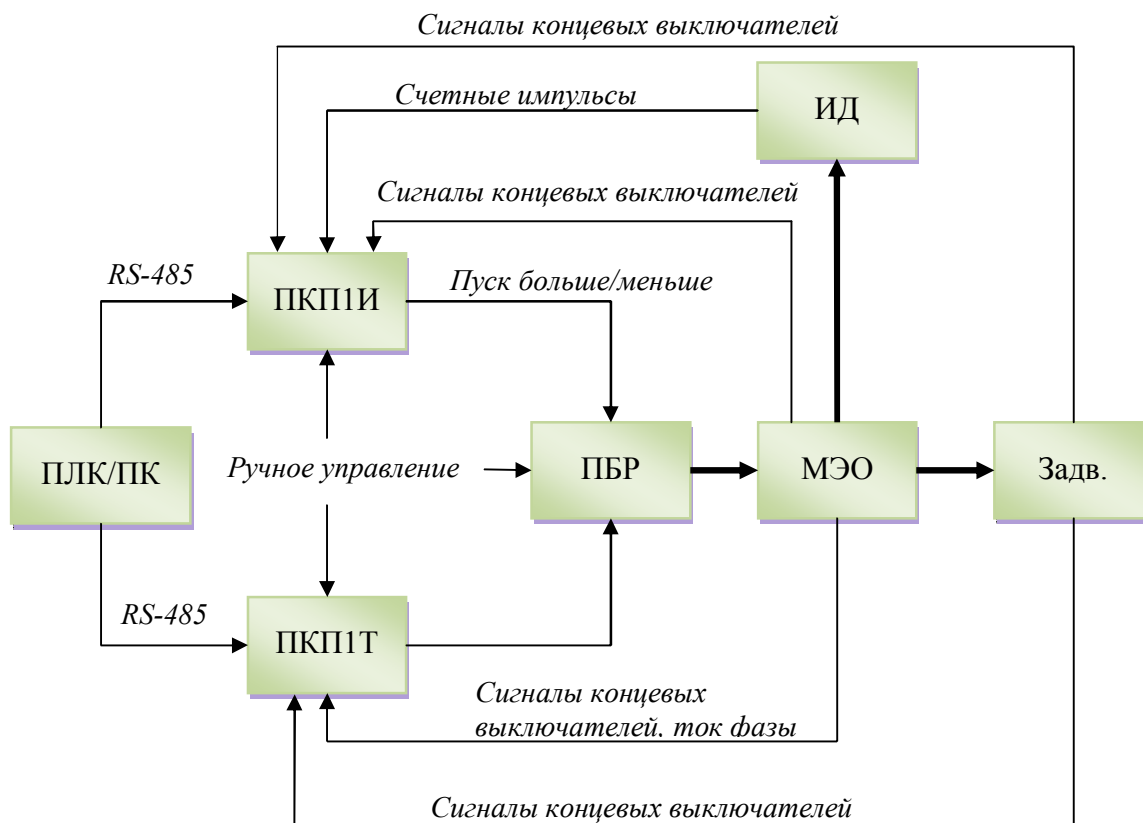 Сигналы концевых выключателей
Счетные импульсы
ИД
Сигналы концевых выключателей
RS-485
ПКП1И
Пуск больше/меньше
ПЛК/ПК
Ручное управление
ПБР
МЭО
Задв.
RS-485
ПКП1Т
Сигналы концевых
выключателей, ток фазы
Сигналы концевых выключателей